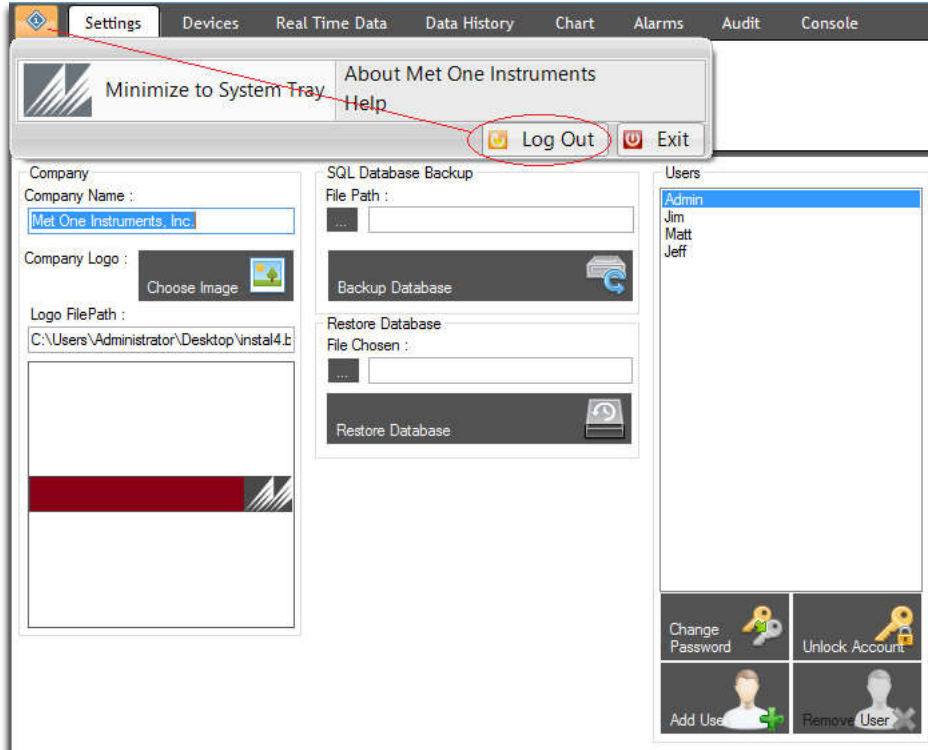 Settings Devices Real Time Data Data History Chart Alarms Audit Console
Minimize to System Tray
About Met One Instruments
Help
Log Out
Exit
Company
Company Name :
Met One Instruments, Inc.
Company Logo :
Choose Image
Logo FilePath :
C:\Users\Administrator\Desktop\instal4.b
SQL Database Backup
File Path :
...
Backup Database
Restore Database
File Chosen :
...
Restore Database
Users
Admin
Jim
Matt
Jeff
Change
Password
Unlock Account
Add User
Remove User